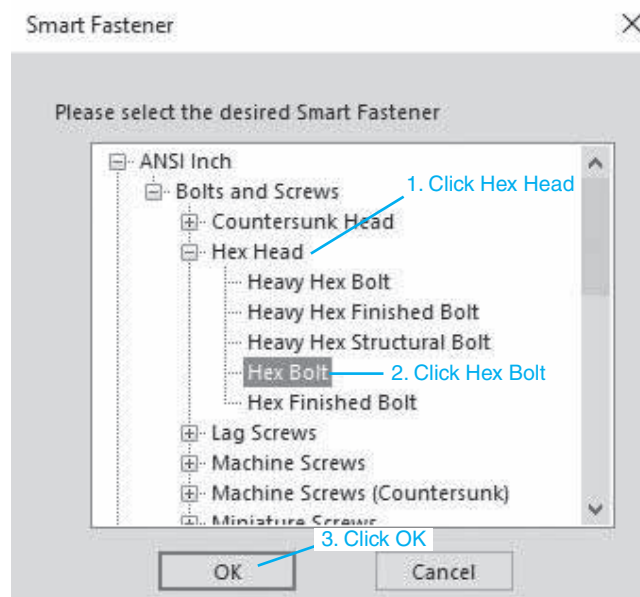 Smart Fastener
Please select the desired Smart Fastener
ANSI Inch
Bolts and Screws
1. Click Hex Head
Countersunk Head
Hex Head
Heavy Hex Bolt
Heavy Hex Finished Bolt
Heavy Hex Structural Bolt
Hex Bolt 2. Click Hex Bolt
Hex Finished Bolt
Lag Screws
Machine Screws
Machine Screws (Countersunk)
Miniature Screws
3. Click OK
OK Cancel